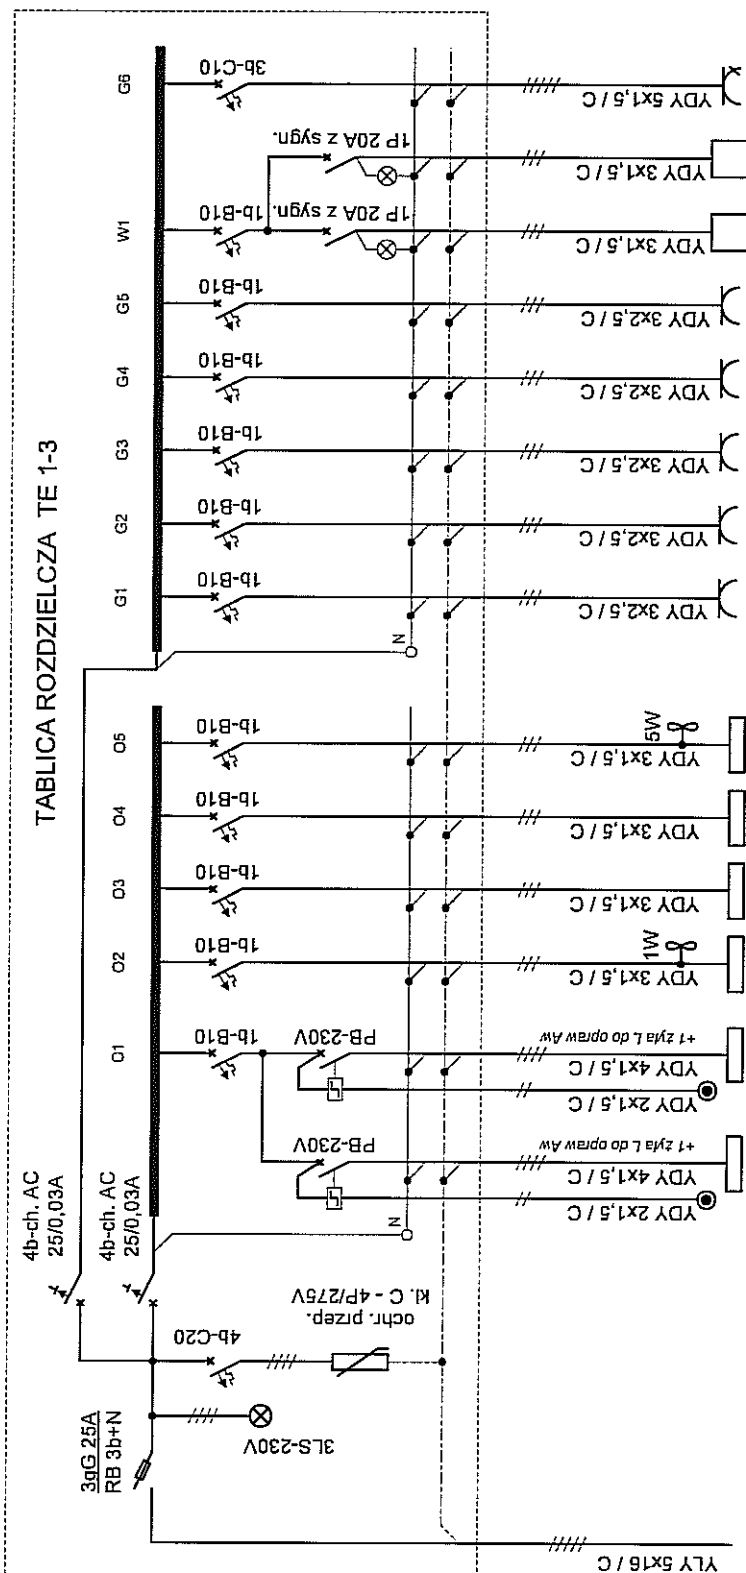 TABLICA ROZDZIELCZA TE 1-3
3gG 25A
RB 3b+N
4b-ch. AC
25/0,03A
4b-ch. AC
25/0,03A
YLY 5x16 / C
3LS-230V
4b-C20
ochr. przep.
kl. C - 4P/275V
N
O1
1b-B10
PB-230V
YDY 2x1,5 / C
YDY 4x1,5 / C
+1 żyła L do opraw Aw
PB-230V
YDY 2x1,5 / C
YDY 4x1,5 / C
+1 żyła L do opraw Aw
O2
1b-B10
YDY 3x1,5 / C
1W
O3
1b-B10
YDY 3x1,5 / C
O4
1b-B10
YDY 3x1,5 / C
O5
1b-B10
YDY 3x1,5 / C
5W
N
G1
1b-B10
YDY 3x2,5 / C
G2
1b-B10
YDY 3x2,5 / C
G3
1b-B10
YDY 3x2,5 / C
G4
1b-B10
YDY 3x2,5 / C
G5
1b-B10
YDY 3x2,5 / C
W1
1b-B10
1P 20A z sygn.
YDY 3x1,5 / C
1P 20A z sygn.
YDY 3x1,5 / C
G6
3b-C10
YDY 5x1,5 / C